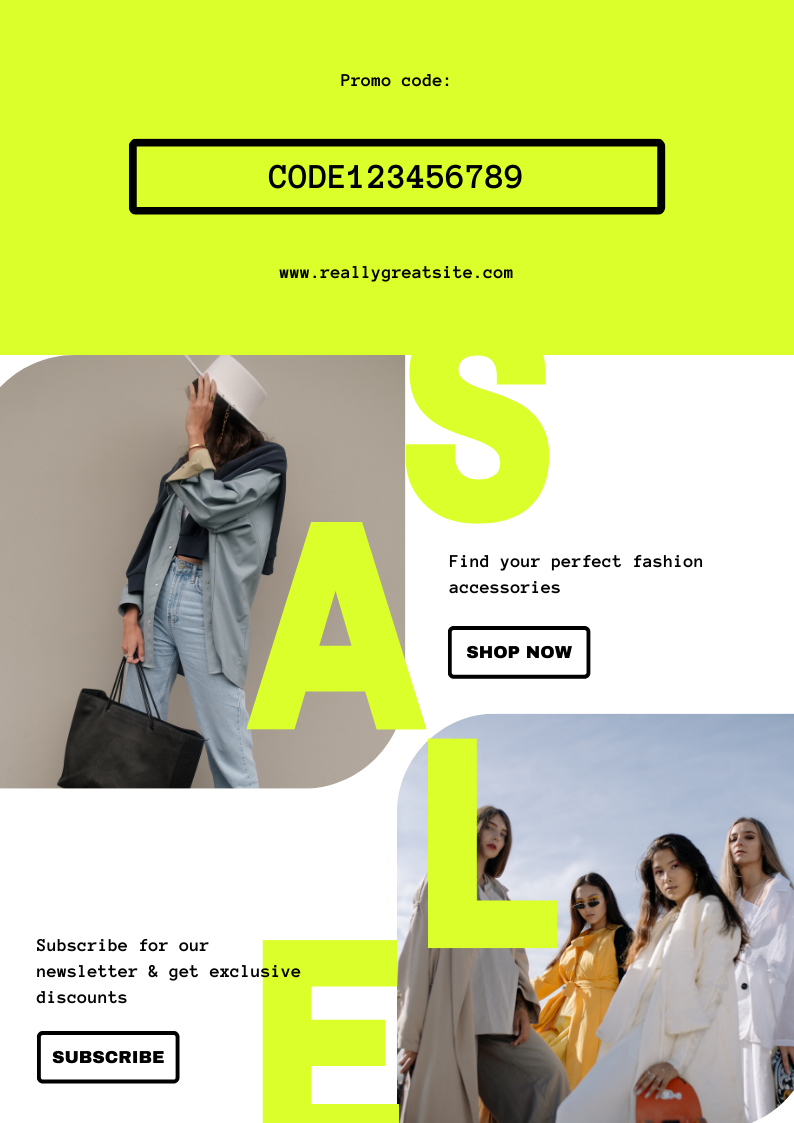 Promo code:
CODE123456789
www.reallygreatsite.com
S
A
L
E
Find your perfect fashion
accessories
SHOP NOW
Subscribe for our
newsletter & get exclusive
discounts
SUBSCRIBE